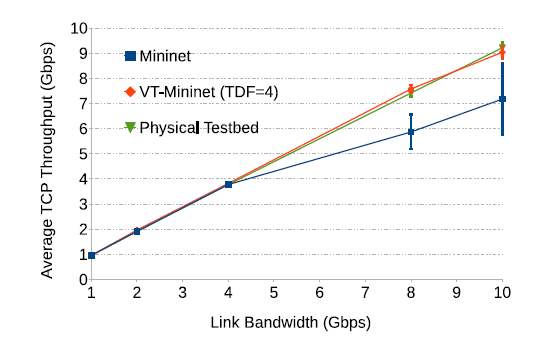 Average TCP Throughput (Gbps)
10
9
8
7
6
5
4
3
2
1
0
Mininet
VT-Mininet (TDF=4)
Physical Testbed
1 2 3 4 5 6 7 8 9 10
Link Bandwidth (Gbps)